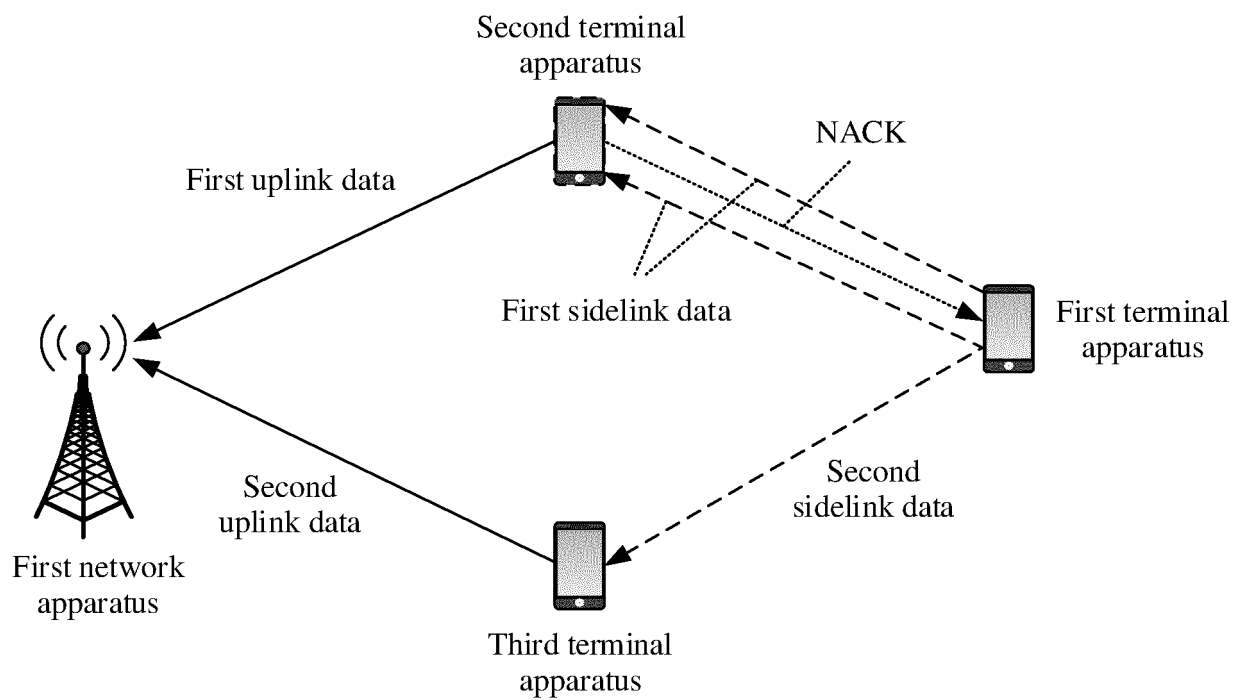 Second terminal
apparatus
NACK
First uplink data
First sidelink data
First terminal
apparatus
Second
uplink data
Second
sidelink data
First network
apparatus
Third terminal
apparatus